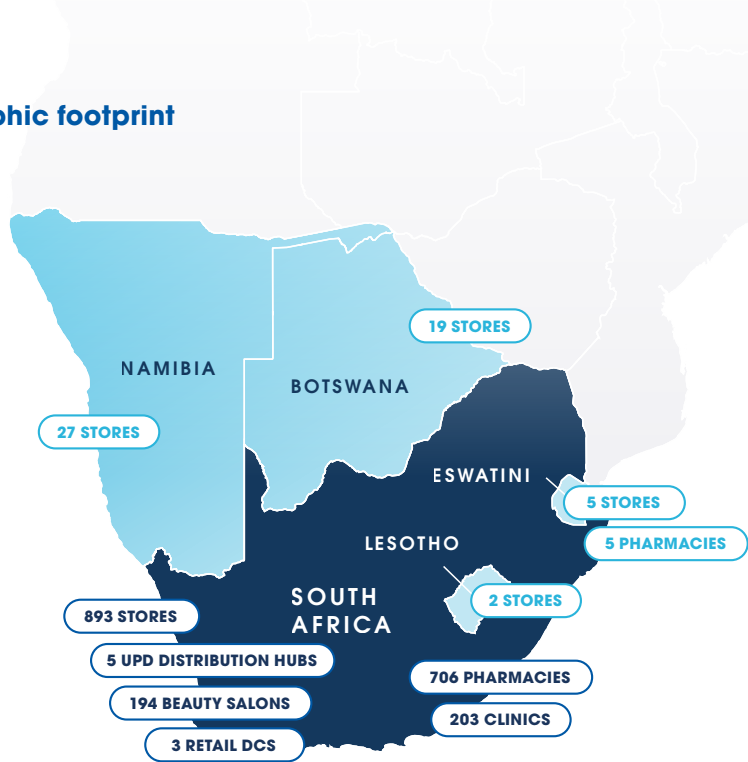 footprint
19 STORES
NAMIBIA
BOTSWANA
27 STORES
ESWATINI
5 STORES
5 PHARMACIES
LESOTHO
2 STORES
SOUTH
AFRICA
893 STORES
5 UPD DISTRIBUTION HUBS
706 PHARMACIES
194 BEAUTY SALONS
203 CLINICS
3 RETAIL DCS